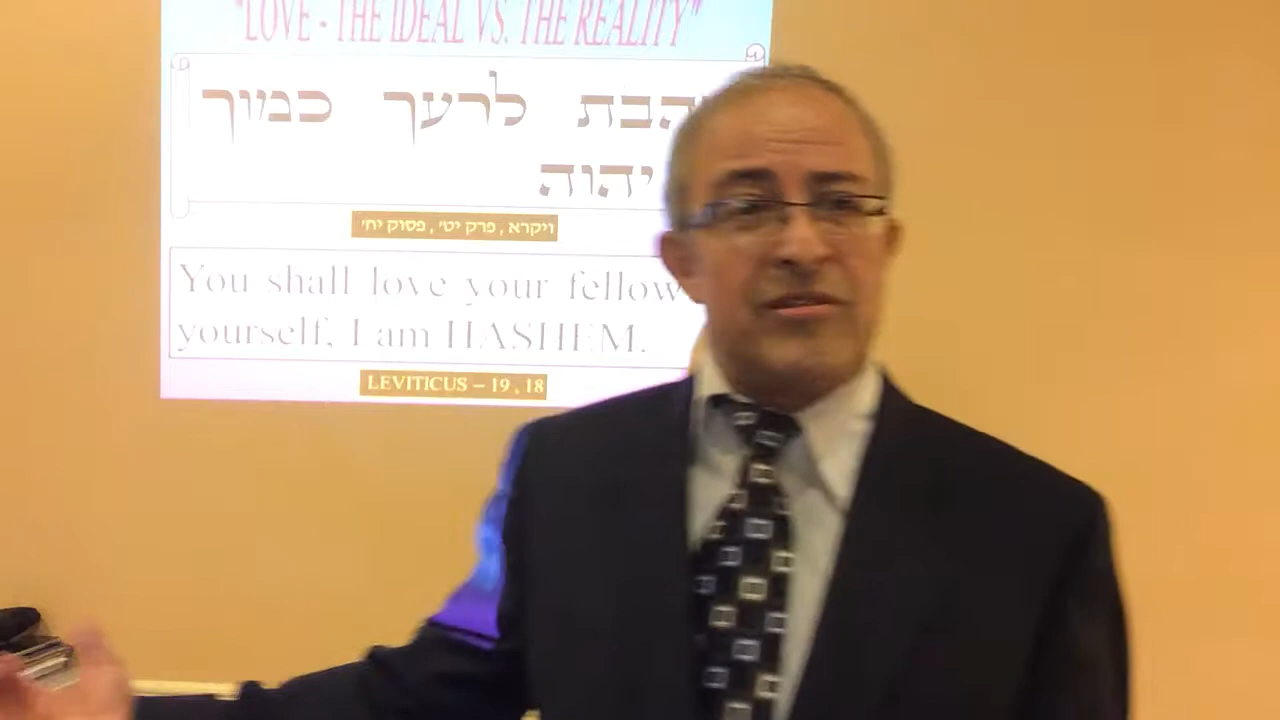 "LOVE - THE IDEAL VS. THE REALITY"
לרעך כמוך
יהוה
ויקרא, פרק יט', פסוק יח'
You shall love your fellow
yourself, I am HASHEM.
LEVITICUS – 19, 18